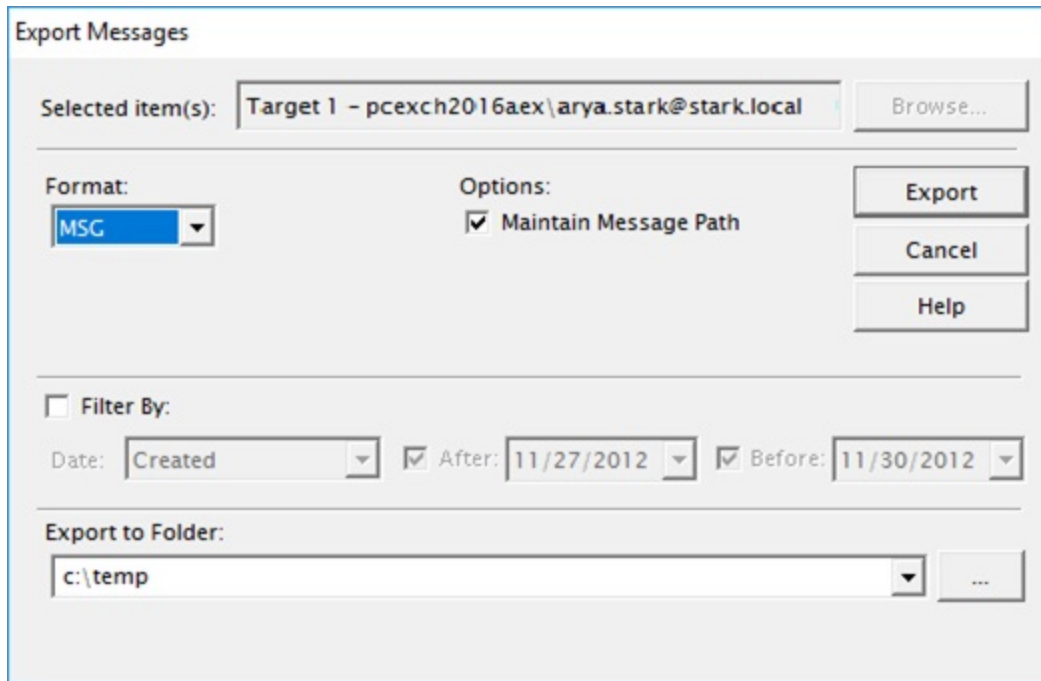 Export Messages
Selected item(s): Target 1 - pcexch2016aex\arya.stark@stark.local Browse...
Format: Options:
MSG Maintain Message Path
Export
Cancel
Help
Filter By:
Date: Created After: 11/27/2012 Before: 11/30/2012
Export to Folder:
c:\temp ...